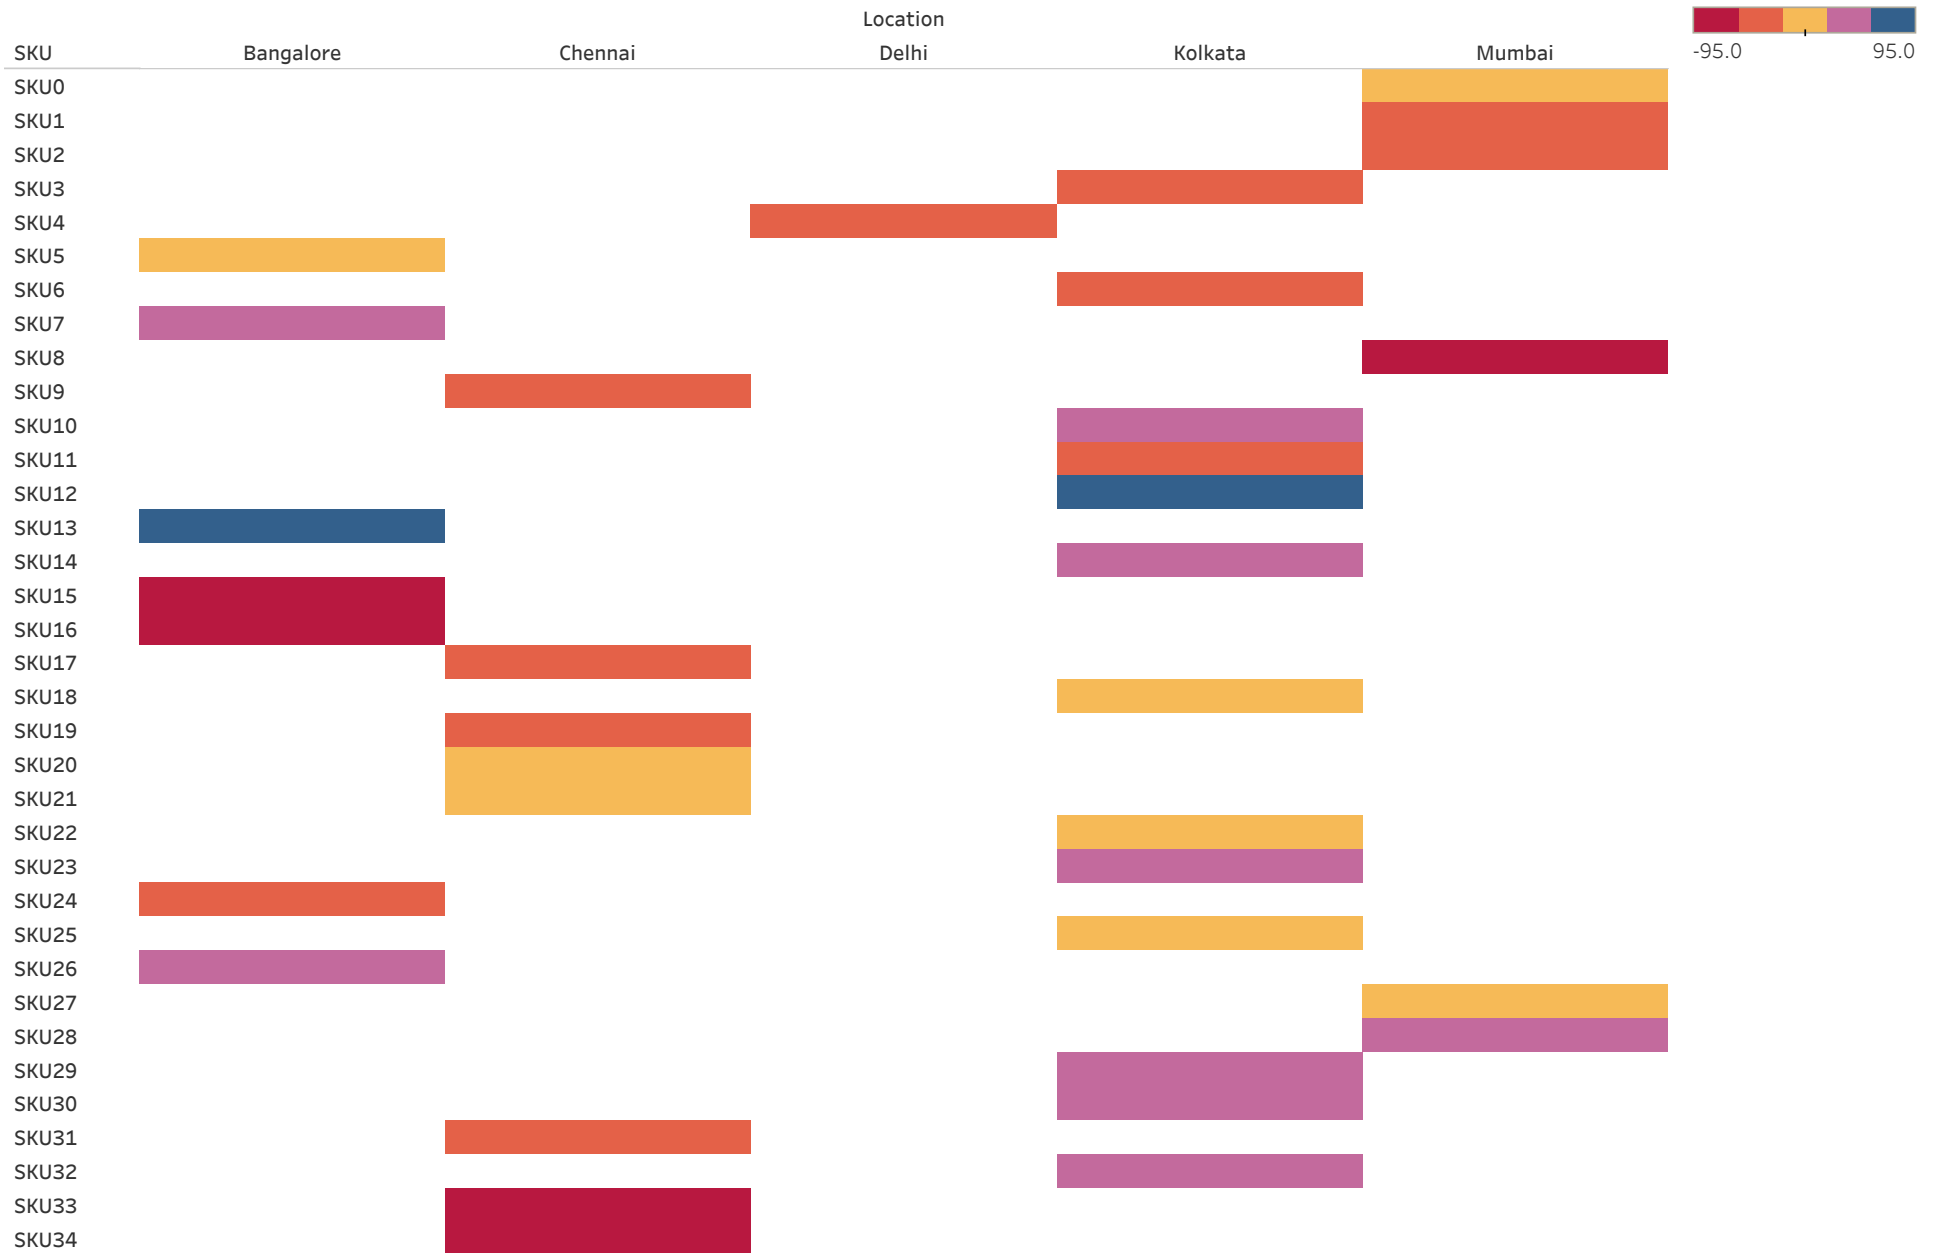 Location
SKU Bangalore Chennai Delhi Kolkata Mumbai
-95.0 95.0
SKU0
SKU1
SKU2
SKU3
SKU4
SKU5
SKU6
SKU7
SKU8
SKU9
SKU10
SKU11
SKU12
SKU13
SKU14
SKU15
SKU16
SKU17
SKU18
SKU19
SKU20
SKU21
SKU22
SKU23
SKU24
SKU25
SKU26
SKU27
SKU28
SKU29
SKU30
SKU31
SKU32
SKU33
SKU34